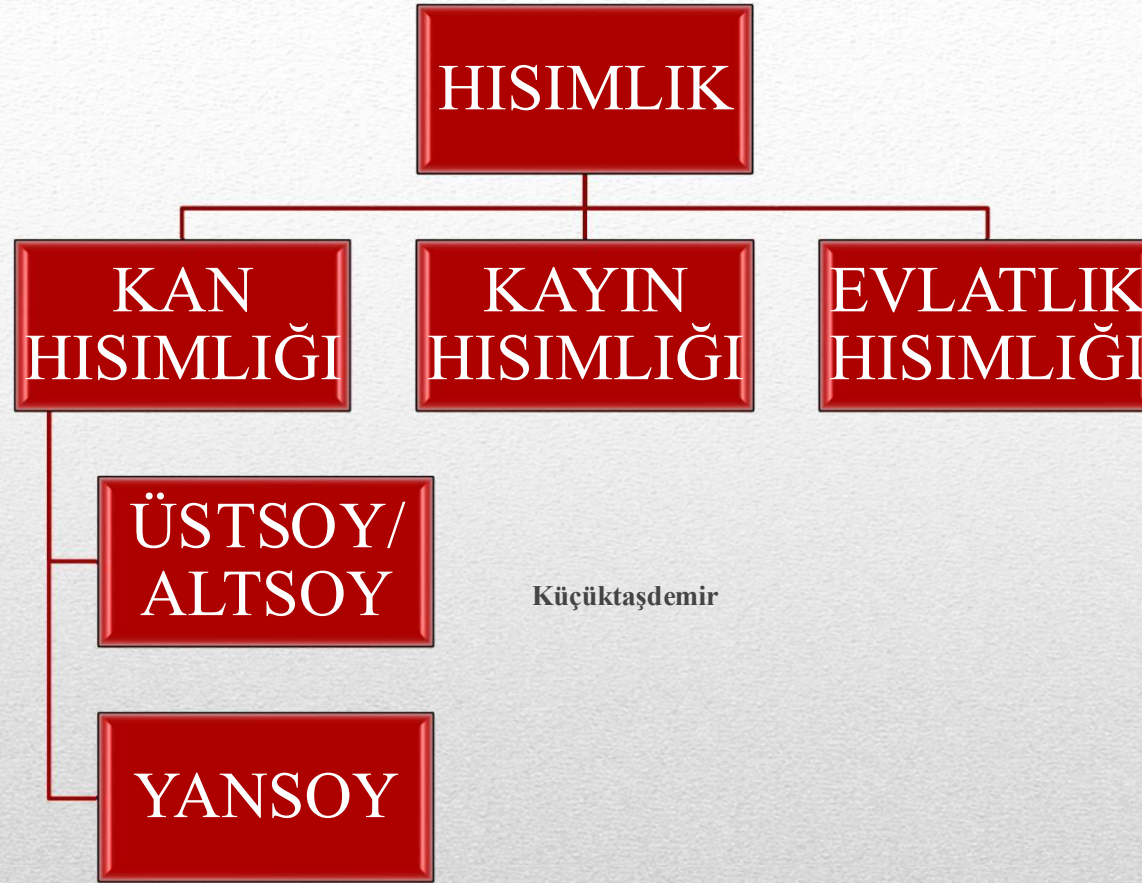 HISIMLIK
KAN
HISIMLIĞI
KAYIN
HISIMLIĞI
EVLATLIK
HISIMLIĞI
ÜSTSOY/
ALTSOY
Küçüktaşdemir
YANSOY